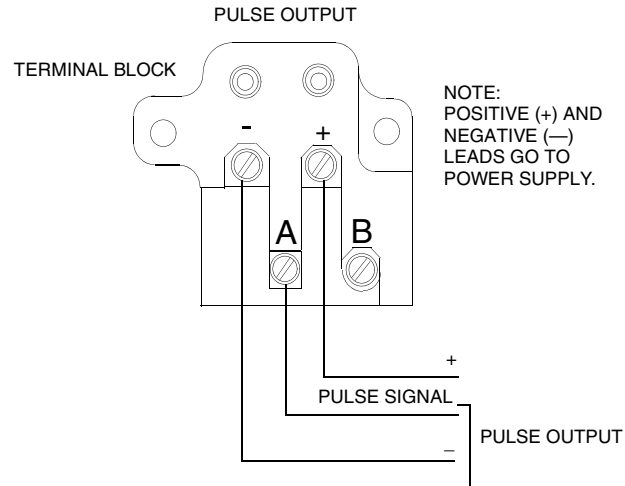 PULSE OUTPUT
TERMINAL BLOCK
NOTE:
POSITIVE (+) AND
NEGATIVE (—)
LEADS GO TO
POWER SUPPLY.
- +
A B
+
PULSE SIGNAL
PULSE OUTPUT
–